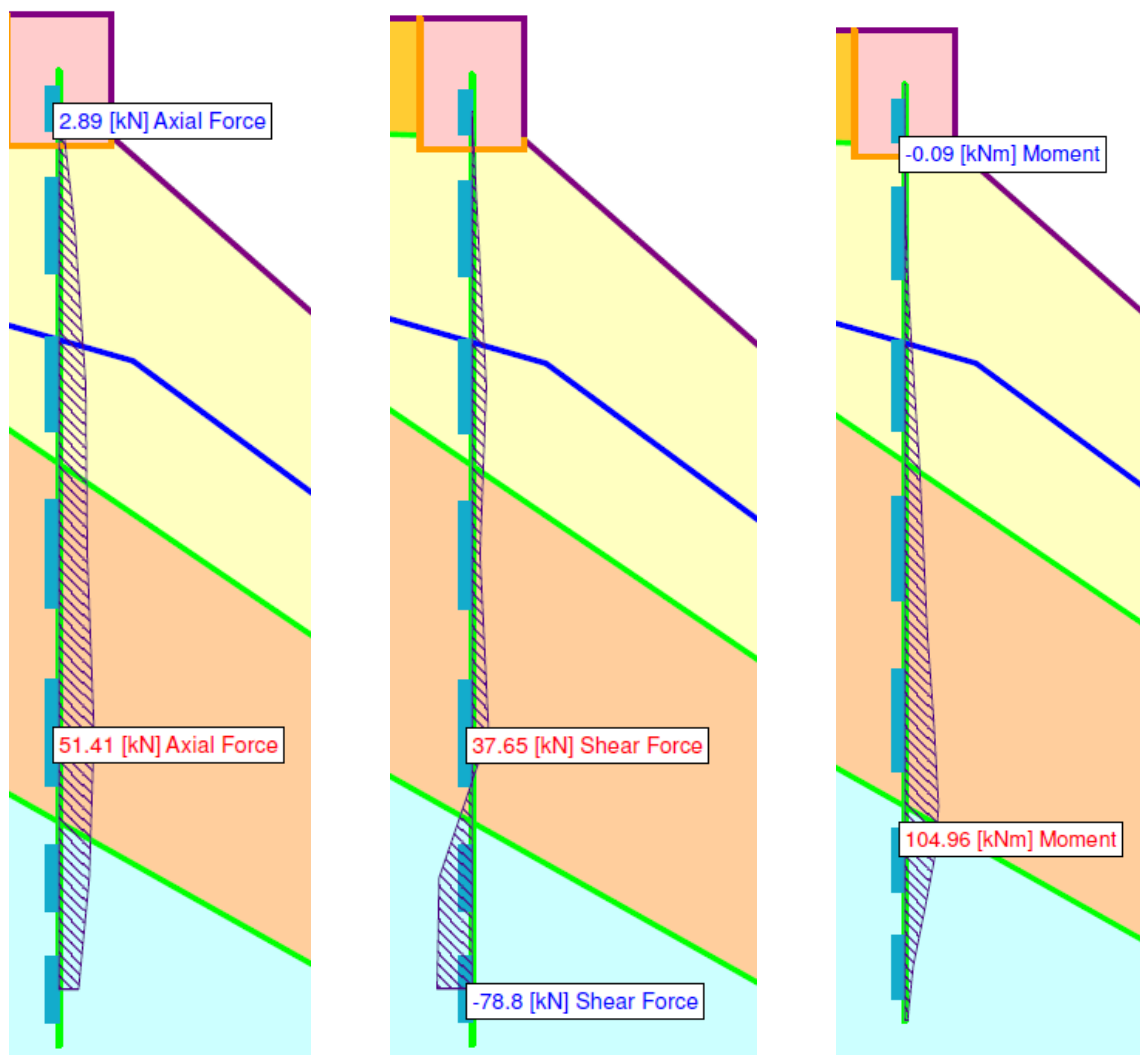 2.89 [kN] Axial Force
51.41 [kN] Axial Force
37.65 [kN] Shear Force
-78.8 [kN] Shear Force
-0.09 [kNm] Moment
104.96 [kNm] Moment